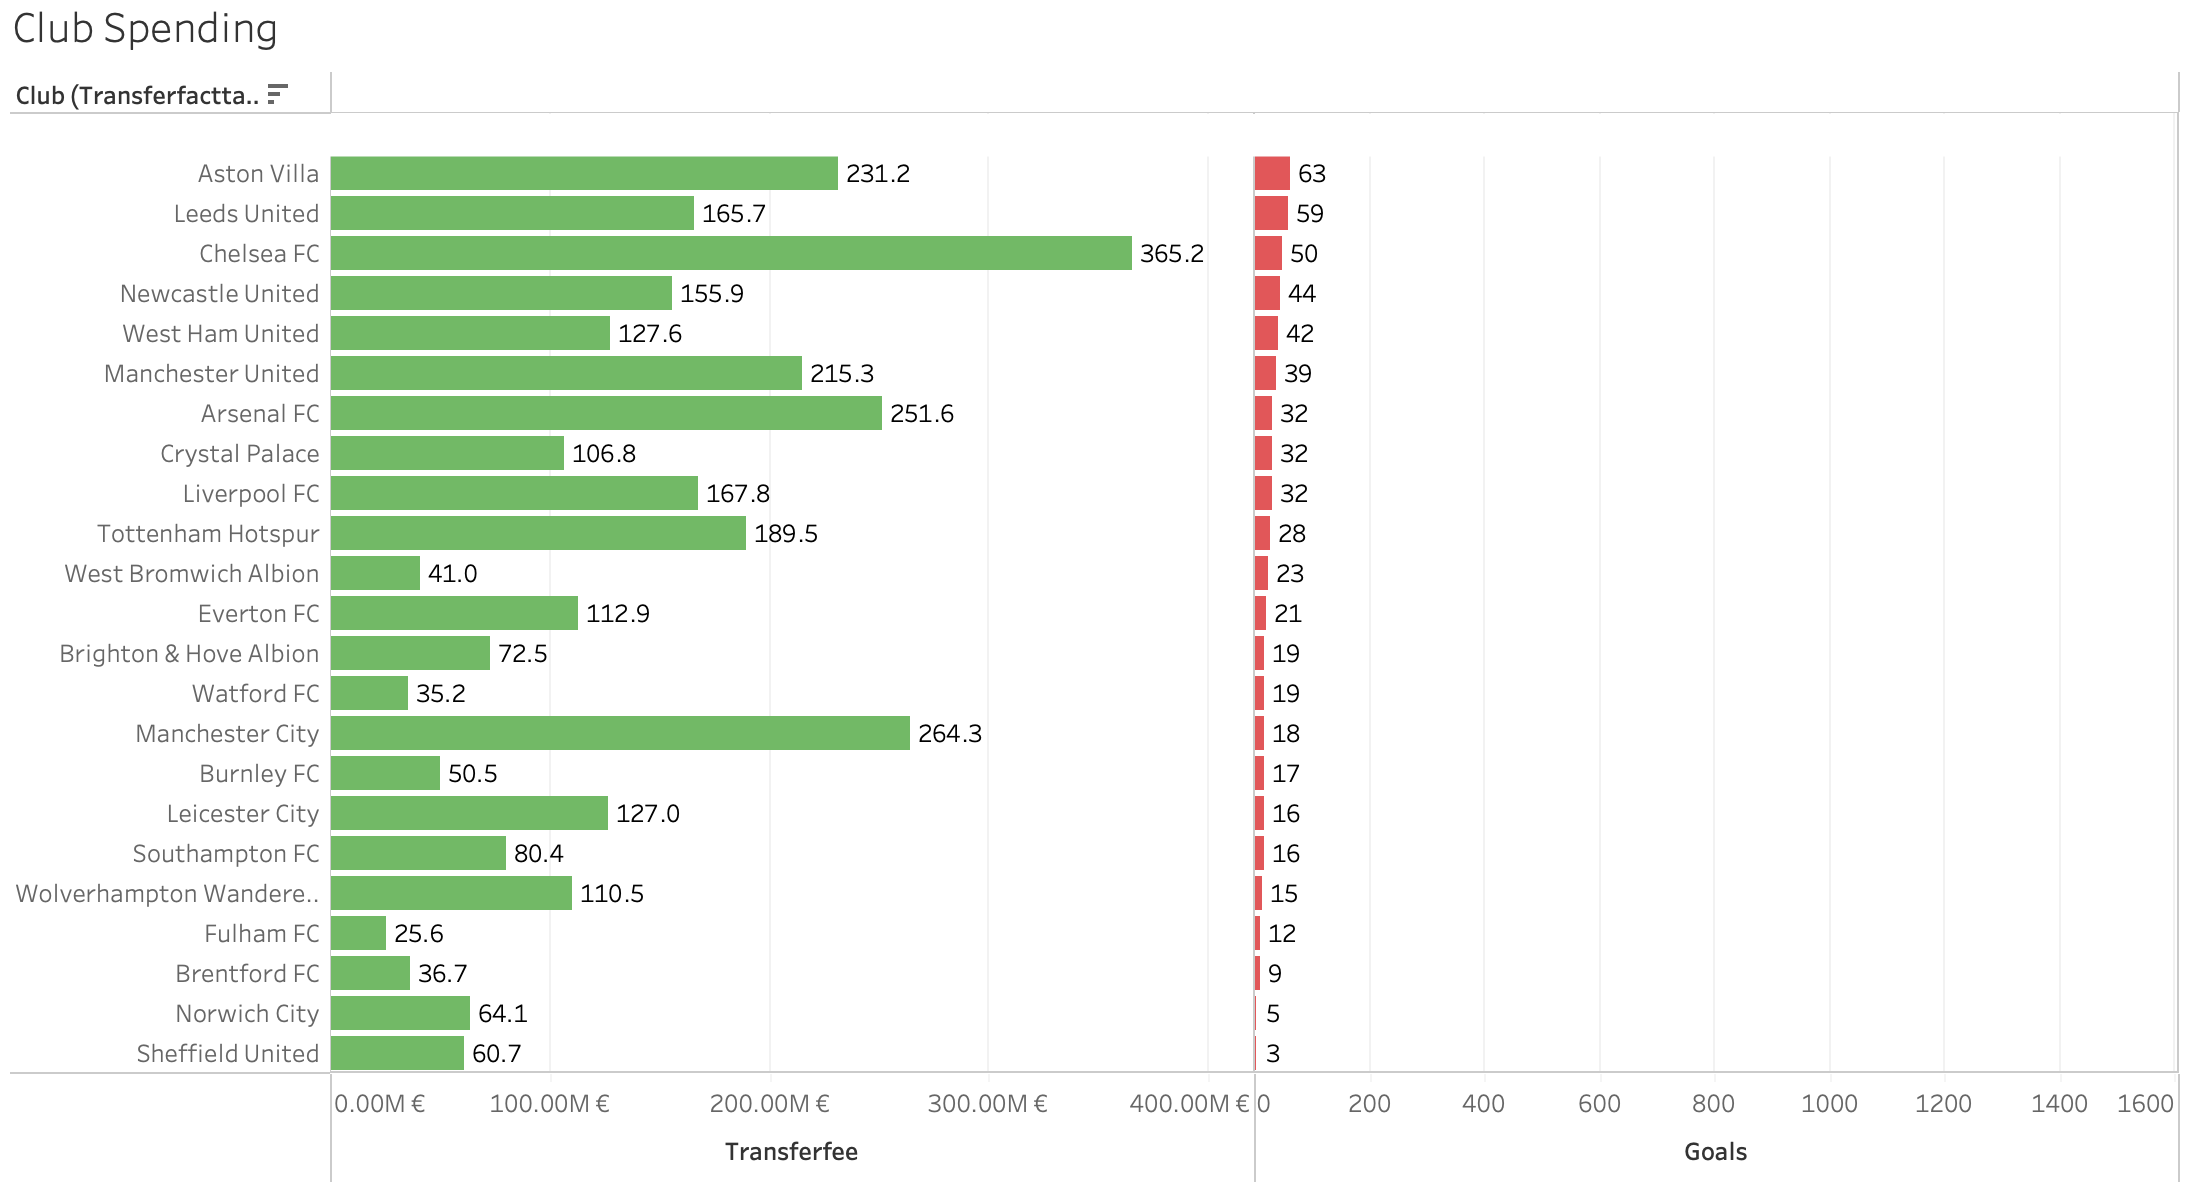 Club Spending
Club (Transferfactta..
Aston Villa 231.2 63
Leeds United 165.7 59
Chelsea FC 365.2 50
Newcastle United 155.9 44
West Ham United 127.6 42
Manchester United 215.3 39
Arsenal FC 251.6 32
Crystal Palace 106.8 32
Liverpool FC 167.8 32
Tottenham Hotspur 189.5 28
West Bromwich Albion 41.0 23
Everton FC 112.9 21
Brighton & Hove Albion 72.5 19
Watford FC 35.2 19
Manchester City 264.3 18
Burnley FC 50.5 17
Leicester City 127.0 16
Southampton FC 80.4 16
Wolverhampton Wandere.. 110.5 15
Fulham FC 25.6 12
Brentford FC 36.7 9
Norwich City 64.1 5
Sheffield United 60.7 3
0.00M € 100.00M € 200.00M € 300.00M € 400.00M € 0 200 400 600 800 1000 1200 1400 1600
Transferfee Goals